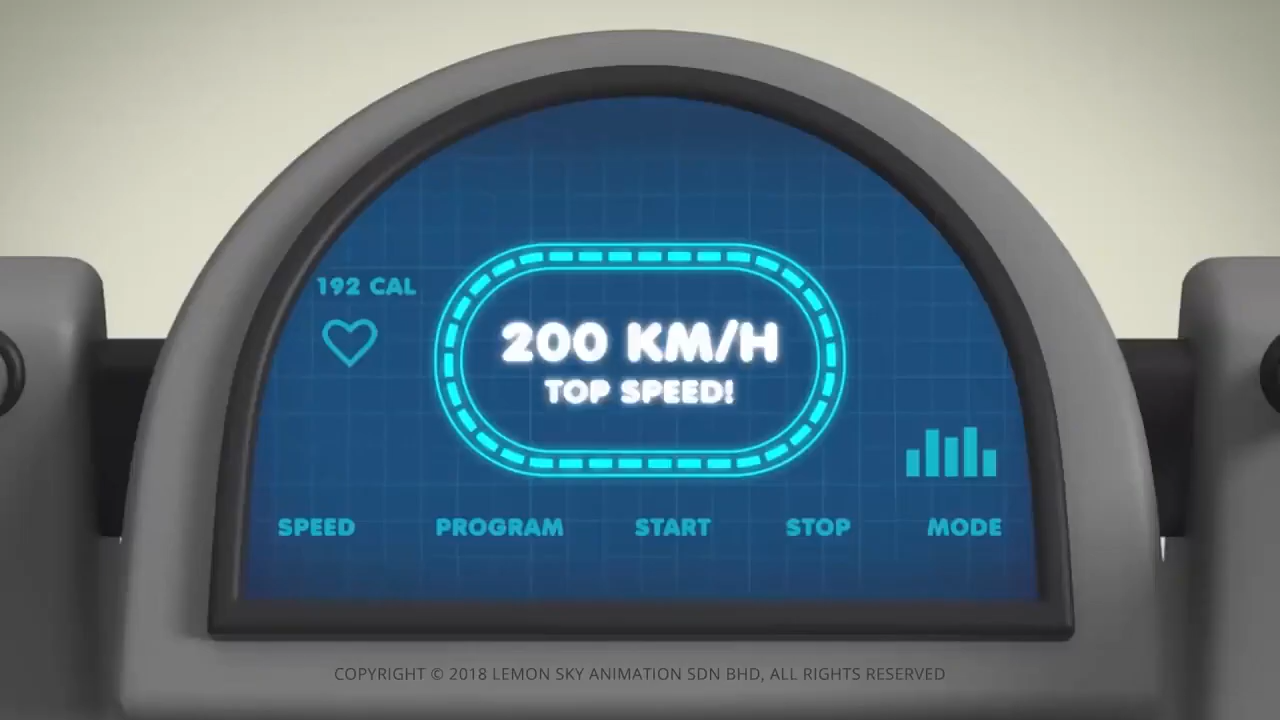 192 CAL
200 KM/H
TOP SPEED!
SPEED PROGRAM START STOP MODE
COPYRIGHT © 2018 LEMON SKY ANIMATION SDN BHD, ALL RIGHTS RESERVED